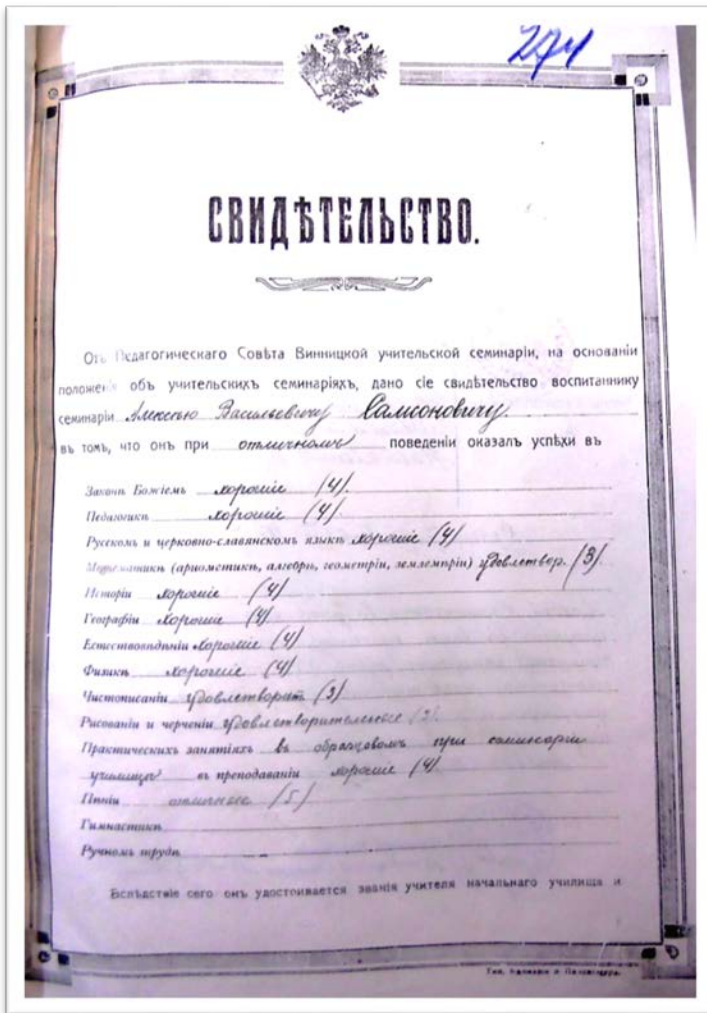 274
СВИДѢТЕЛЬСТВО.
Отъ Педагогическаго Совѣта Винницкой учительской семинаріи, на основаніи
положенія объ учительскихъ семинаріяхъ, дано сіе свидѣтельство воспитаннику
семинаріи Алексѣю Васильевичу Самсоновичу.
въ томъ, что онъ при отличномъ поведеніи оказалъ успѣхи въ
Законѣ Божіемъ хорошіе (4).
Педагогикѣ хорошіе (4).
Русскомъ и церковно-славянскомъ языкѣ хорошіе (4)
Математикѣ (ариѳметикѣ, алгебрѣ, геометріи, землемѣріи) удовлетвор. (3).
Исторіи хорошіе (4)
Географіи хорошіе (4)
Естествовѣдѣніи хорошіе (4)
Физикѣ хорошіе (4)
Чистописаніи удовлетворит (3)
Рисованіи и черченіи удовлетворительные (3).
Практическихъ занятіяхъ въ образцовомъ при семинаріи
училищѣ въ преподаваніи хорошіе (4).
Пѣніи отличные (5)
Гимнастикѣ
Ручномъ трудѣ —
Вслѣдствіе сего онъ удостоивается званія учителя начальнаго училища и
Тип.